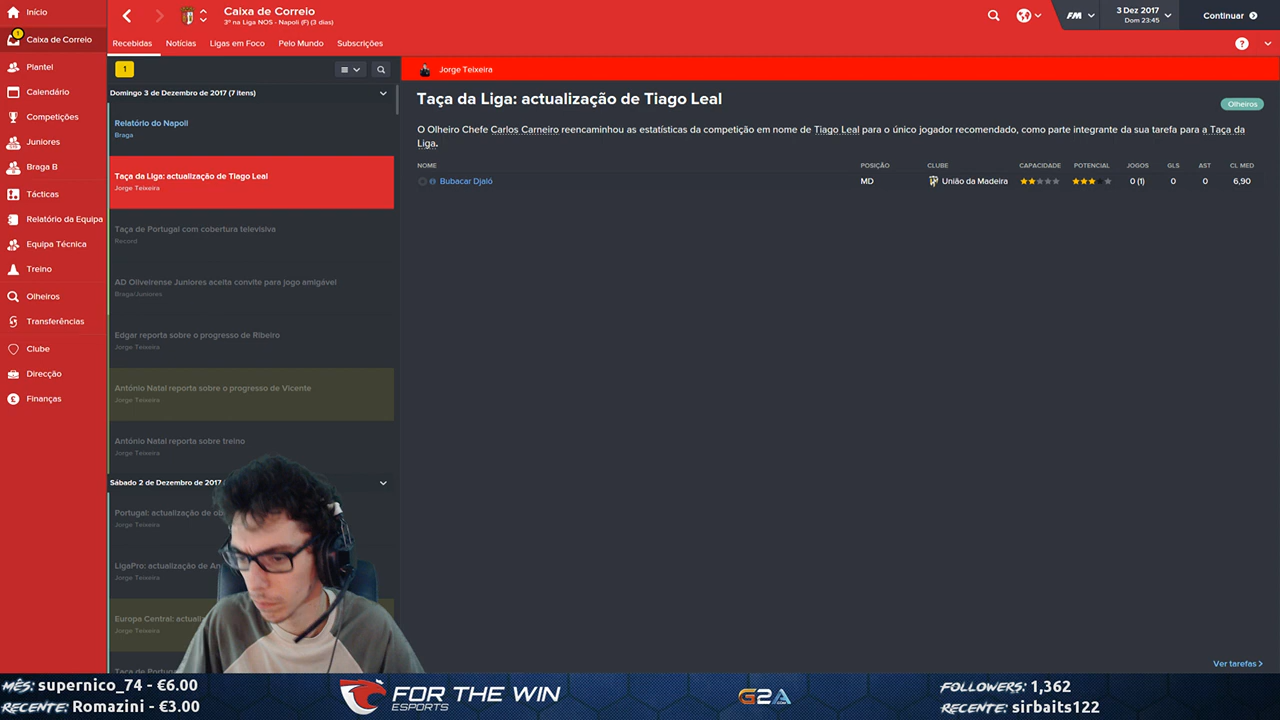 Início
Caixa de Correio
3º na Liga NOS - Napoli (F) (3 dias)
FM
3 Dez 2017
Dom 23:45
Continuar
1
Caixa de Correio
Recebidas
Notícias
Ligas em Foco
Pelo Mundo
Subscrições
?
Plantel
Calendário
Competições
Juniores
Braga B
Tácticas
Relatório da Equipa
Equipa Técnica
Treino
Olheiros
Transferências
Clube
Direcção
Finanças
1
Domingo 3 de Dezembro de 2017 (7 itens)
Relatório do Napoli
Braga
Taça da Liga: actualização de Tiago Leal
Jorge Teixeira
Taça de Portugal com cobertura televisiva
Record
AD Oliveirense Juniores aceita convite para jogo amigável
Braga/Juniores
Edgar reporta sobre o progresso de Ribeiro
Jorge Teixeira
António Natal reporta sobre o progresso de Vicente
Jorge Teixeira
António Natal reporta sobre treino
Jorge Teixeira
Sábado 2 de Dezembro de 2017
Portugal: actualização de
Jorge Teixeira
LigaPro: actualização de
Jorge Teixeira
Europa Central:
Jorge Teixeira
Taça de
Jorge Teixeira
Taça da Liga: actualização de Tiago Leal
Olheiros
O Olheiro Chefe Carlos Carneiro reencaminhou as estatísticas da competição em nome de Tiago Leal para o único jogador recomendado, como parte integrante da sua tarefa para a Taça da
Liga.
NOME POSIÇÃO CLUBE CAPACIDADE POTENCIAL JOGOS GLS AST CL MED
Bubacar Djaló MD União da Madeira 0 (1) 0 0 6,90
Ver tarefas >
MÊS: supernico_74 - €6.00
RECENTE: Romazini - €3.00
FOR THE WIN
ESPORTS
G2A
.COM
FOLLOWERS: 1,362
RECENTE: sirbaits122